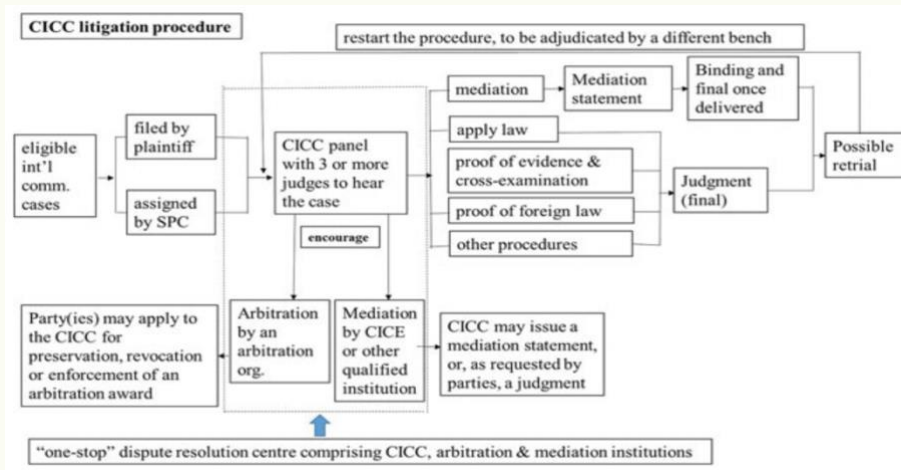 CICC litigation procedure
restart the procedure, to be adjudicated by a different bench
eligible
int'l
comm.
cases
filed by
plaintiff
assigned
by SPC
CICC panel
with 3 or more
judges to hear
the case
encourage
mediation
Mediation
statement
Binding and
final once
delivered
apply law
proof of evidence &
cross-examination
proof of foreign law
other procedures
Judgment
(final)
Possible
retrial
Party(ies) may apply to
the CICC for
preservation, revocation
or enforcement of an
arbitration award
Arbitration
by an
arbitration
org.
Mediation
by CICE
or other
qualified
institution
CICC may issue a
mediation statement,
or, as requested by
parties, a judgment
"one-stop" dispute resolution centre comprising CICC, arbitration & mediation institutions